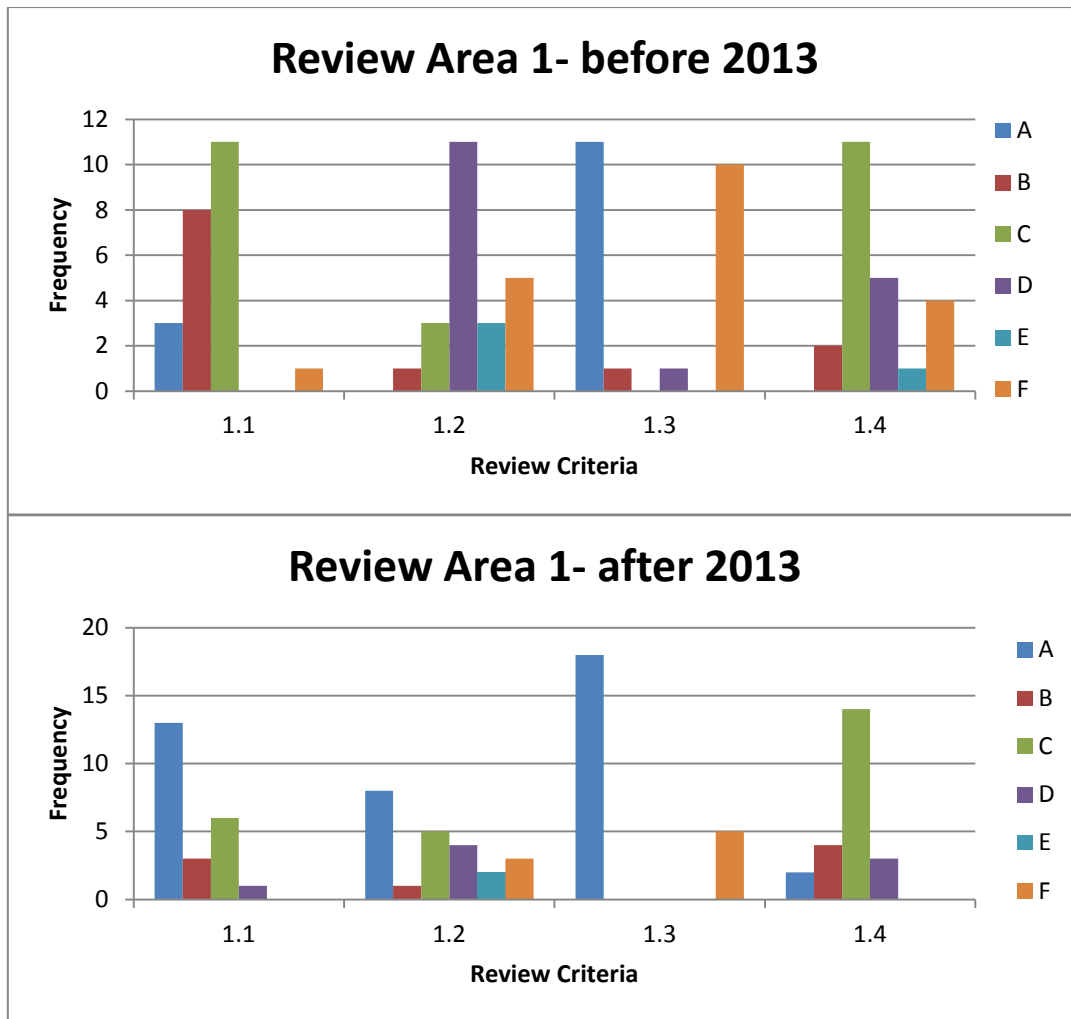 Review Area 1- before 2013
12
10
8
6
4
2
0
Frequency
1.1 1.2 1.3 1.4
Review Criteria
A
B
C
D
E
F
Review Area 1- after 2013
20
15
10
5
0
Frequency
1.1 1.2 1.3 1.4
Review Criteria
A
B
C
D
E
F